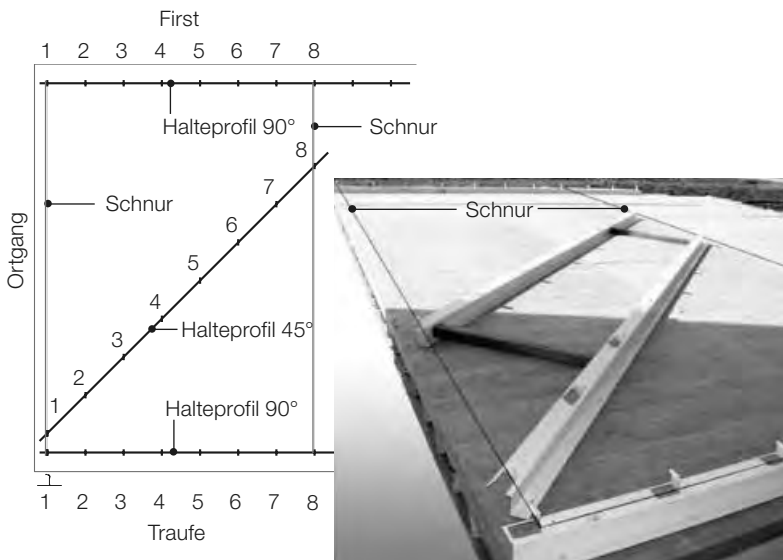 First
1 2 3 4 5 6 7 8
Halteprofil 90°
Schnur
8
7
Schnur
Schnur
6
Ortgang
5
4
Halteprofil 45°
3
2
Halteprofil 90°
1
1 2 3 4 5 6 7 8
Traufe